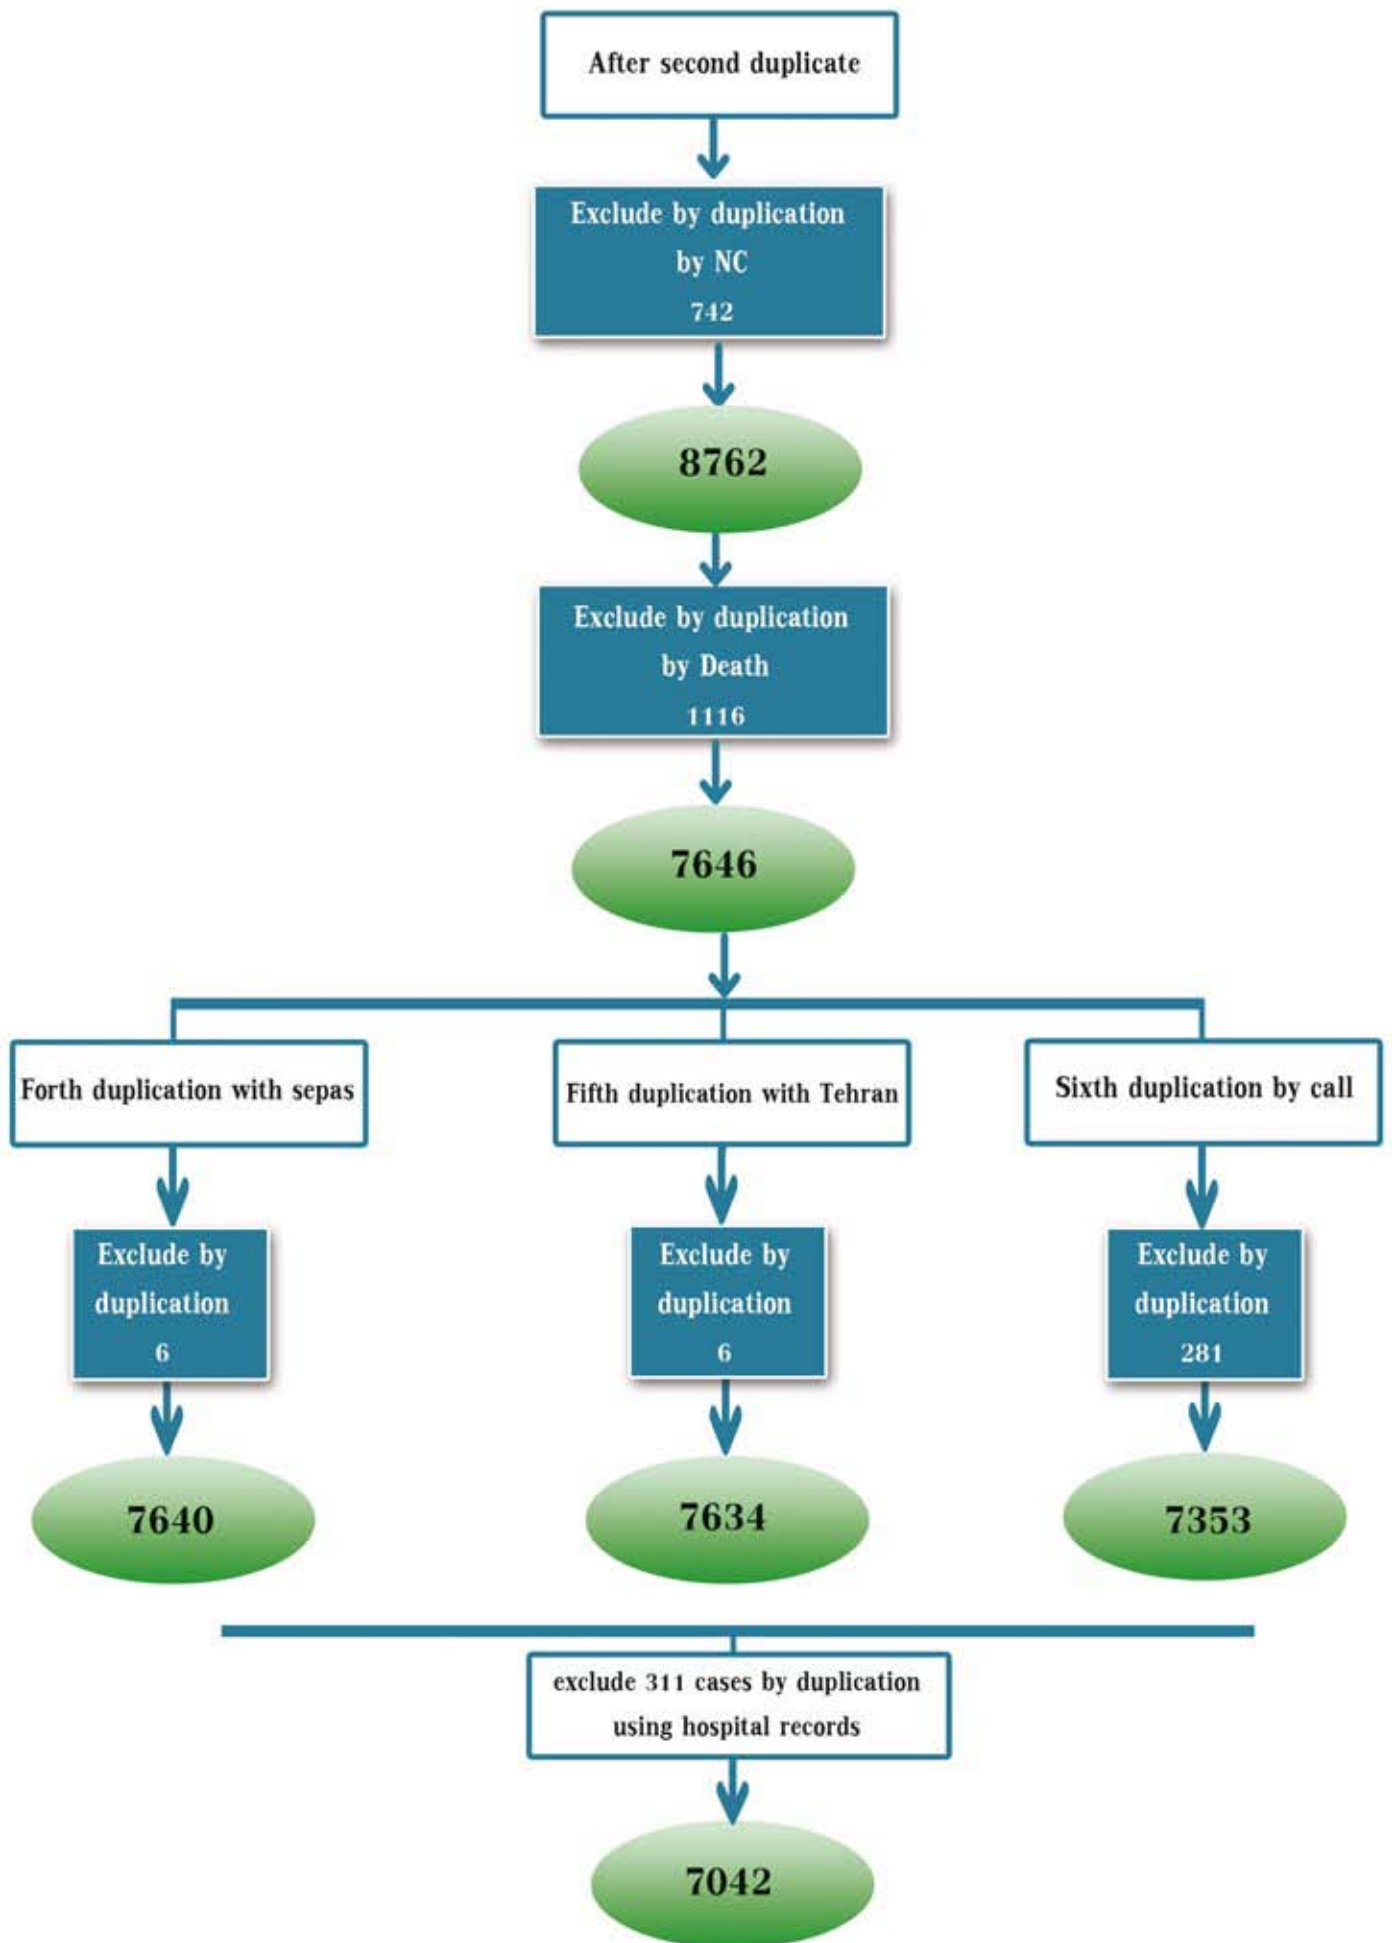 After second duplicate
Exclude by duplication
by NC
742
8762
Exclude by duplication
by Death
1116
7646
Forth duplication with sepas
Fifth duplication with Tehran
Sixth duplication by call
Exclude by
duplication
6
Exclude by
duplication
6
Exclude by
duplication
281
7640
7634
7353
exclude 311 cases by duplication
using hospital records
7042